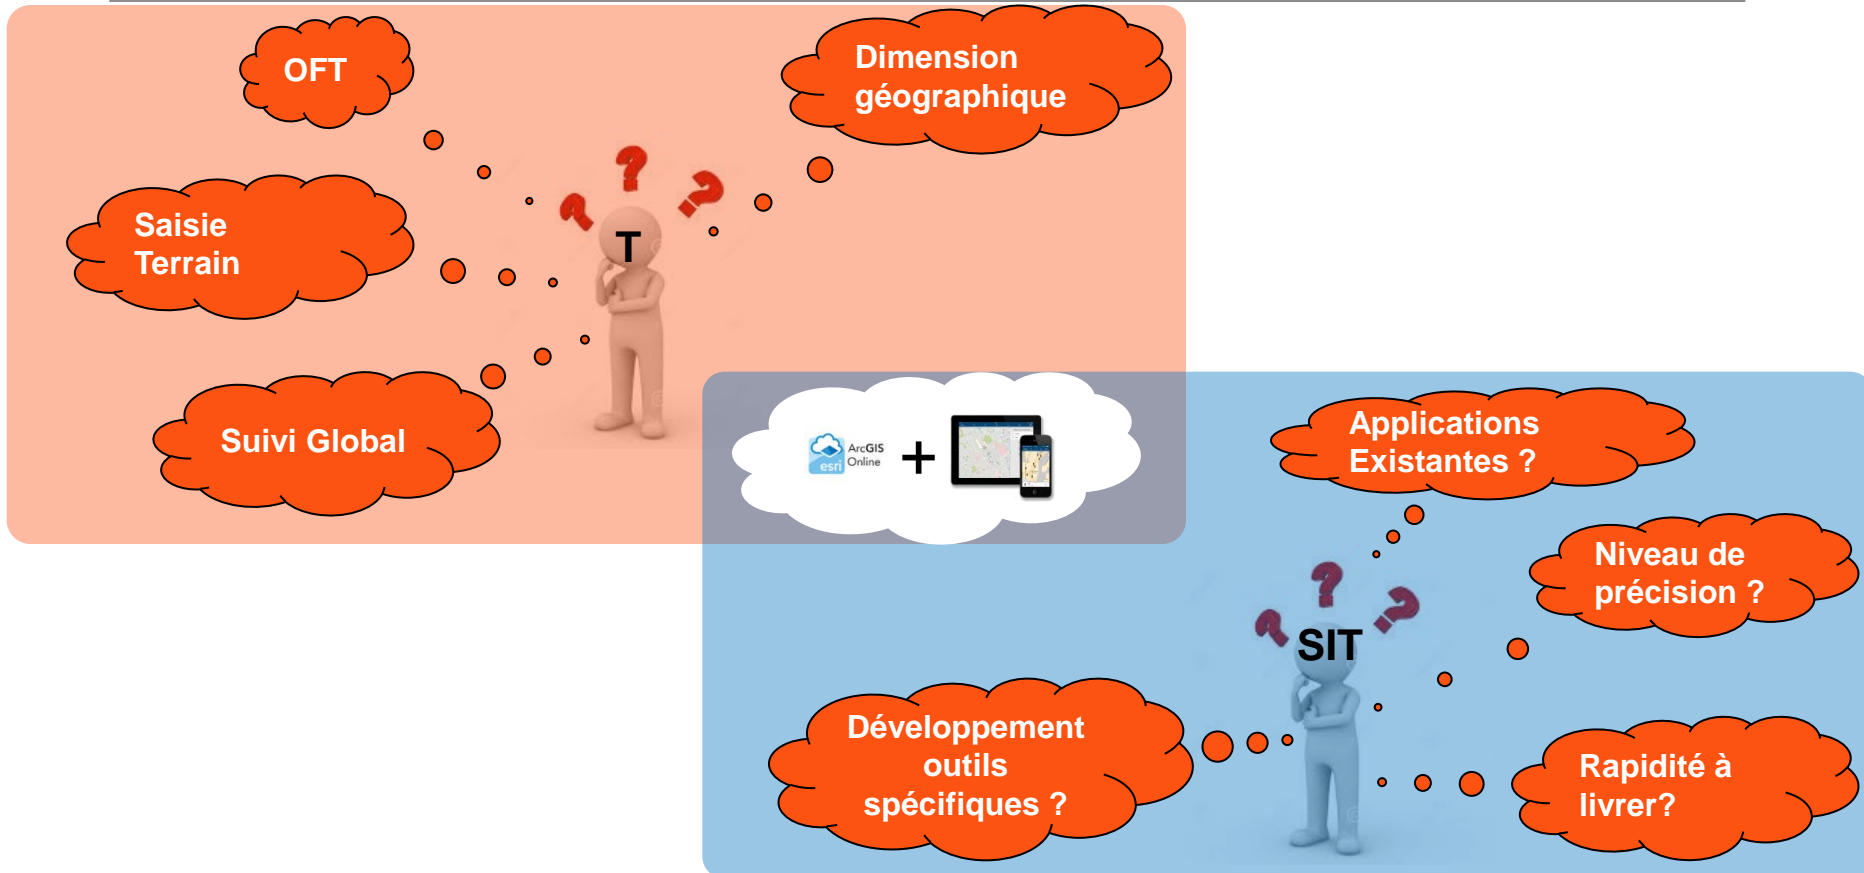 OFT
Dimension
géographique
Saisie
Terrain
T
Suivi Global
ArcGIS
Online
esri
+
Applications
Existantes ?
Niveau de
précision ?
SIT
Développement
outils
spécifiques ?
Rapidité à
livrer?